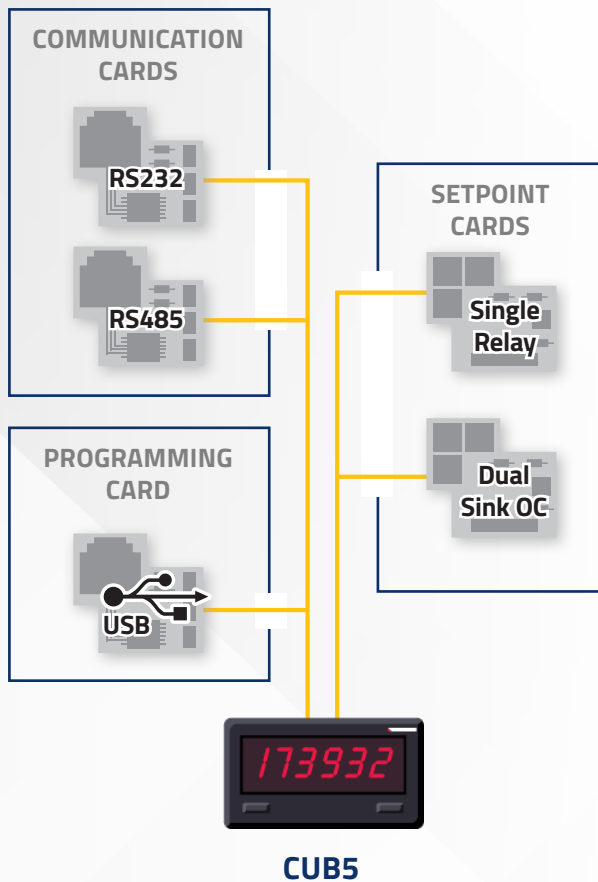 COMMUNICATION
CARDS
RS232
RS485
PROGRAMMING
CARD
USB
SETPOINT
CARDS
Single
Relay
Dual
Sink OC
173932
CUB5